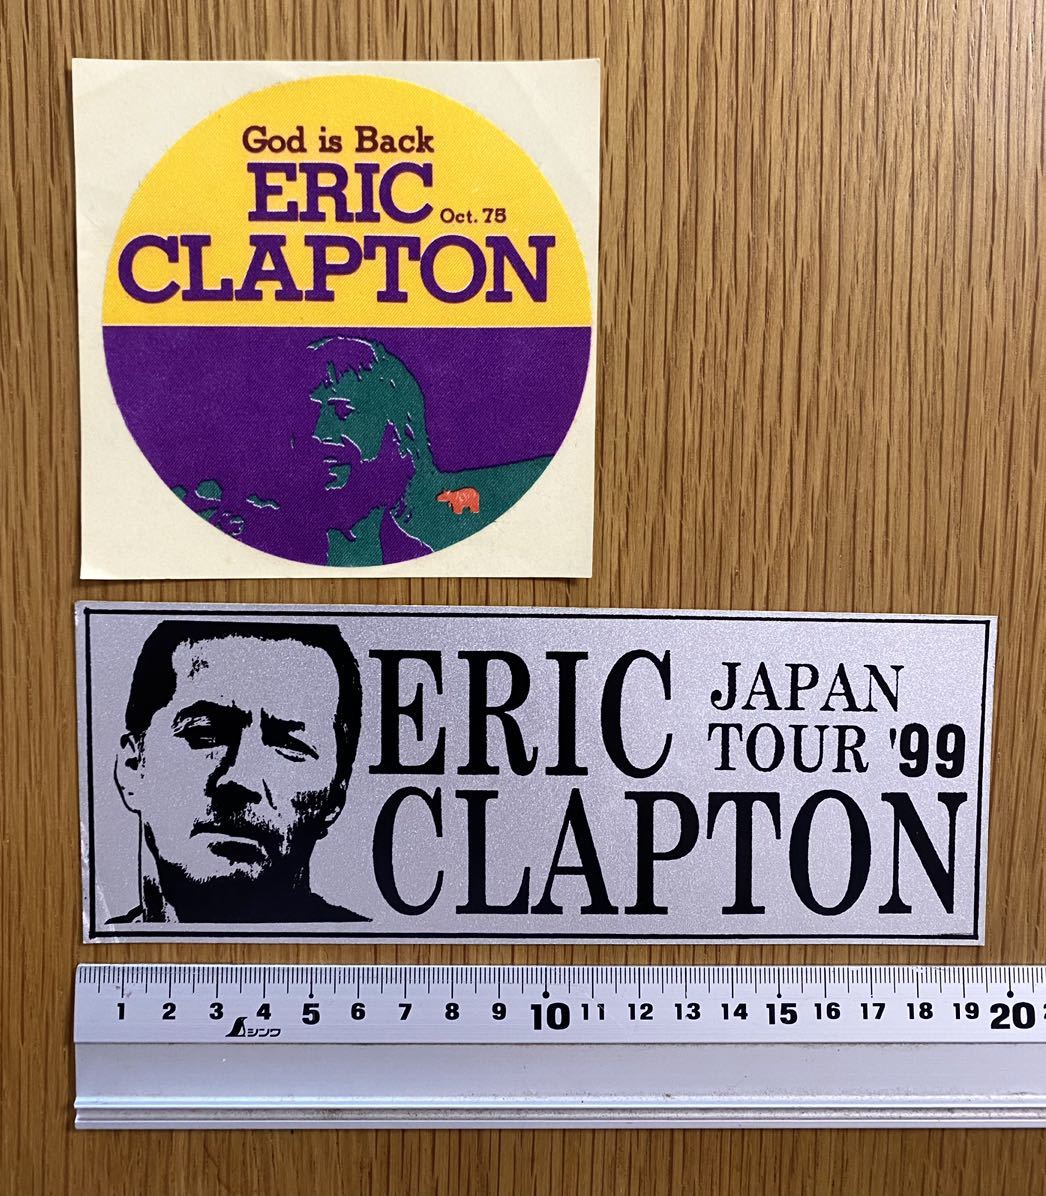 God is Back
ERIC Oct. 75
CLAPTON
ERIC JAPAN
TOUR '99
CLAPTON
1 2 3 4 5 6 7 8 9 10 11 12 13 14 15 16 17 18 19 20
シンワ